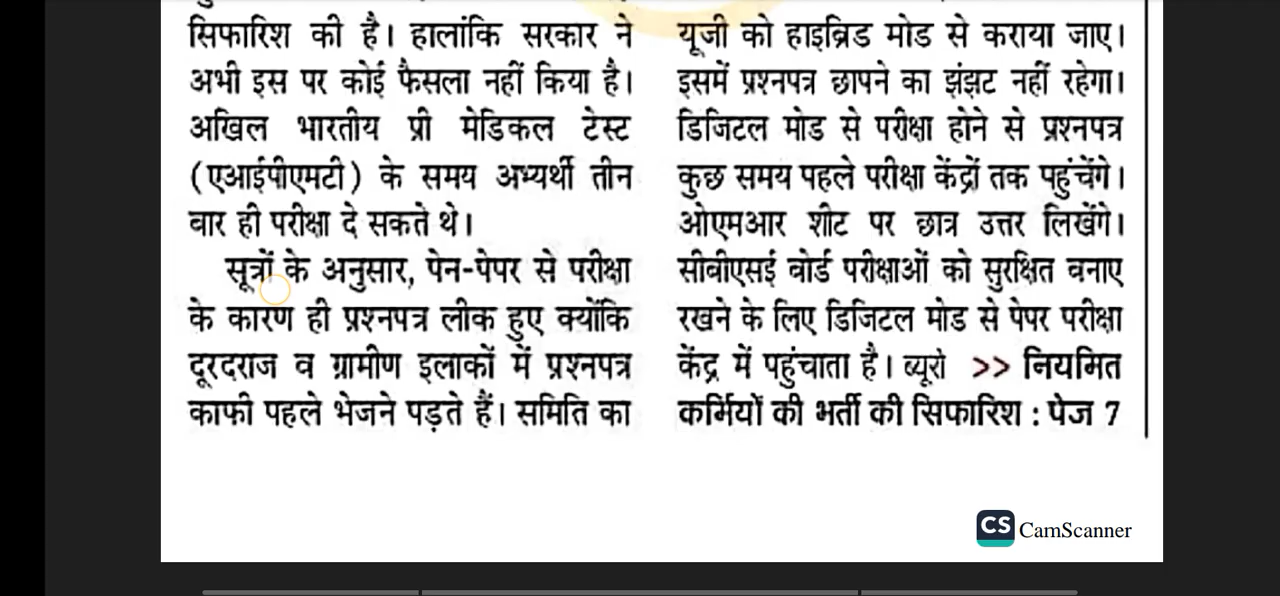 सिफारिश की है। हालांकि सरकार ने
अभी इस पर कोई फैसला नहीं किया है।
अखिल भारतीय प्री मेडिकल टेस्ट
(एआईपीएमटी) के समय अभ्यर्थी तीन
बार ही परीक्षा दे सकते थे।
सूत्रों के अनुसार, पेन-पेपर से परीक्षा
के कारण ही प्रश्नपत्र लीक हुए क्योंकि
दूरदराज व ग्रामीण इलाकों में प्रश्नपत्र
काफी पहले भेजने पड़ते हैं। समिति का
यूजी को हाइब्रिड मोड से कराया जाए।
इसमें प्रश्नपत्र छापने का झंझट नहीं रहेगा।
डिजिटल मोड से परीक्षा होने से प्रश्नपत्र
कुछ समय पहले परीक्षा केंद्रों तक पहुंचेंगे।
ओएमआर शीट पर छात्र उत्तर लिखेंगे।
सीबीएसई बोर्ड परीक्षाओं को सुरक्षित बनाए
रखने के लिए डिजिटल मोड से पेपर परीक्षा
केंद्र में पहुंचाता है। ब्यूरो >> नियमित
कर्मियों की भर्ती की सिफारिश : पेज 7
CS CamScanner